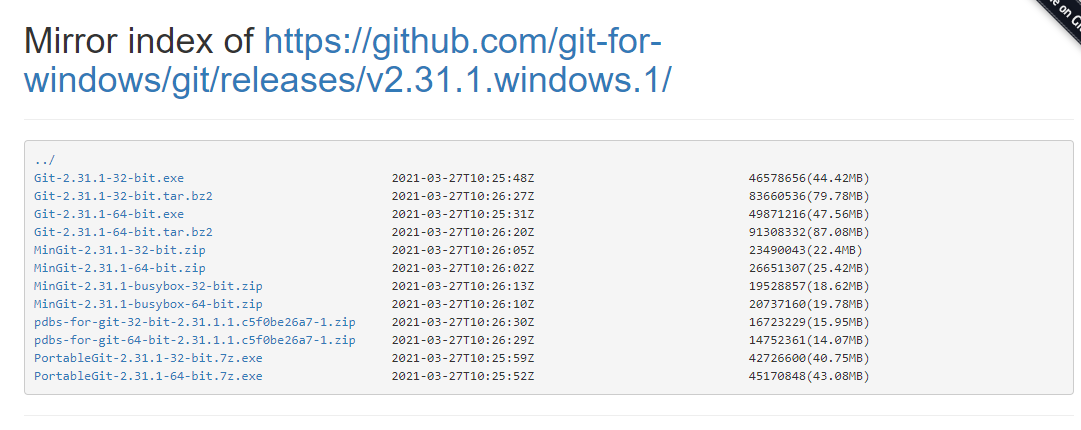 Mirror index of https://github.com/git-for-
windows/git/releases/v2.31.1.windows.1/
on
../
Git-2.31.1-32-bit.exe 2021-03-27T10:25:48Z 46578656(44.42MB)
Git-2.31.1-32-bit.tar.bz2 2021-03-27T10:26:27Z 83660536(79.78MB)
Git-2.31.1-64-bit.exe 2021-03-27T10:25:31Z 49871216(47.56MB)
Git-2.31.1-64-bit.tar.bz2 2021-03-27T10:26:20Z 91308332(87.08MB)
MinGit-2.31.1-32-bit.zip 2021-03-27T10:26:05Z 23490043(22.4MB)
MinGit-2.31.1-64-bit.zip 2021-03-27T10:26:02Z 26651307(25.42MB)
MinGit-2.31.1-busybox-32-bit.zip 2021-03-27T10:26:13Z 19528857(18.62MB)
MinGit-2.31.1-busybox-64-bit.zip 2021-03-27T10:26:10Z 20737160(19.78MB)
pdbs-for-git-32-bit-2.31.1.1.c5f0be26a7-1.zip 2021-03-27T10:26:30Z 16723229(15.95MB)
pdbs-for-git-64-bit-2.31.1.1.c5f0be26a7-1.zip 2021-03-27T10:26:29Z 14752361(14.07MB)
PortableGit-2.31.1-32-bit.7z.exe 2021-03-27T10:25:59Z 42726600(40.75MB)
PortableGit-2.31.1-64-bit.7z.exe 2021-03-27T10:25:52Z 45170848(43.08MB)